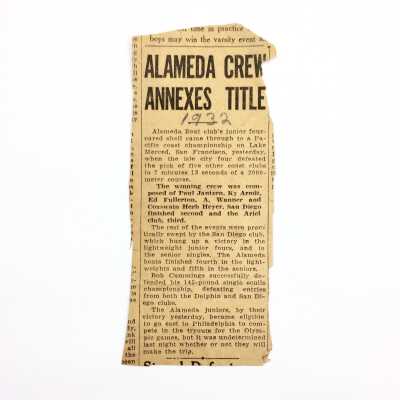 time in practice
boys may win the varsity event
ALAMEDA CREW
ANNEXES TITLE
1932
Alameda Boat club's junior four-
oared shell came through to a Pa-
cific coast championship on Lake
Merced, San Francisco, yesterday,
when the isle city four defeated
the pick of five other coast clubs
in 7 minutes 13 seconds of a 2000-
meter course.
The winning crew was com-
posed of Paul Jantzen, Ky
Ed Fullerton, A. Wanner and
Coxswain Herb Heyer. San Diego
finished second and the Ariel
club, third.
The rest of the events were prac-
tically swept by the San Diego club,
which hung up a victory in the
lightweight junior fours, and in
the senior singles. The Alameda
boats finished fourth in the light-
weights and fifth in the seniors.
Bob Cummings successfully de-
fended his 145-pound single sculls
championship, defeating entries
from both the Dolphin and San Di-
ego clubs.
The Alameda juniors, by their
victory yesterday, became eligible
to go east to Philadelphia to com-
pete in the tryouts for the Olym-
pic games, but it was undetermined
last night whether or not they will
make the trip.